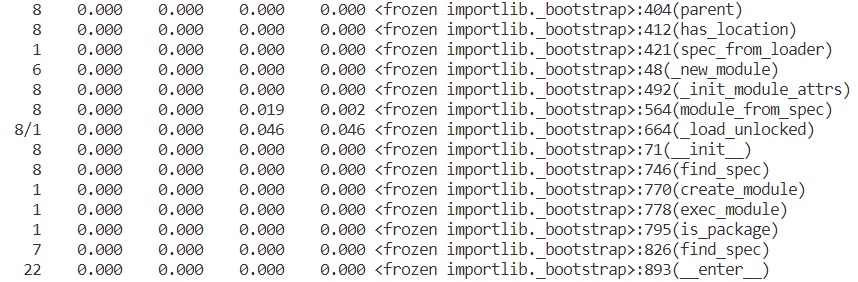 8 0.000 0.000 0.000 0.000 <frozen importlib._bootstrap>:404(parent)
8 0.000 0.000 0.000 0.000 <frozen importlib._bootstrap>:412(has_location)
1 0.000 0.000 0.000 0.000 <frozen importlib._bootstrap>:421(spec_from_loader)
6 0.000 0.000 0.000 0.000 <frozen importlib._bootstrap>:48(_new_module)
8 0.000 0.000 0.000 0.000 <frozen importlib._bootstrap>:492(_init_module_attrs)
8 0.000 0.000 0.019 0.002 <frozen importlib._bootstrap>:564(module_from_spec)
8/1 0.000 0.000 0.046 0.046 <frozen importlib._bootstrap>:664(_load_unlocked)
8 0.000 0.000 0.000 0.000 <frozen importlib._bootstrap>:71(__init__)
8 0.000 0.000 0.000 0.000 <frozen importlib._bootstrap>:746(find_spec)
1 0.000 0.000 0.000 0.000 <frozen importlib._bootstrap>:770(create_module)
1 0.000 0.000 0.000 0.000 <frozen importlib._bootstrap>:778(exec_module)
1 0.000 0.000 0.000 0.000 <frozen importlib._bootstrap>:795(is_package)
7 0.000 0.000 0.000 0.000 <frozen importlib._bootstrap>:826(find_spec)
22 0.000 0.000 0.000 0.000 <frozen importlib._bootstrap>:893(__enter__)